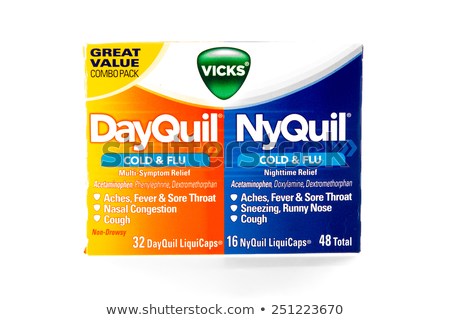 GREAT
VALUE
COMBO PACK
VICKS
DayQuil®
COLD & FLU
Multi-Symptom Relief
Acetaminophen, Phenylephrine, Dextromethorphan
Aches, Fever & Sore Throat
Nasal Congestion
Cough
Non-Drowsy
32 DayQuil LiquiCaps®
NyQuil®
COLD & FLU
Nighttime Relief
Acetaminophen, Doxylamine, Dextromethorphan
Aches, Fever & Sore Throat
Sneezing, Runny Nose
Cough
16 NyQuil LiquiCaps®
48 Total
www.shutterstock.com · 251223670